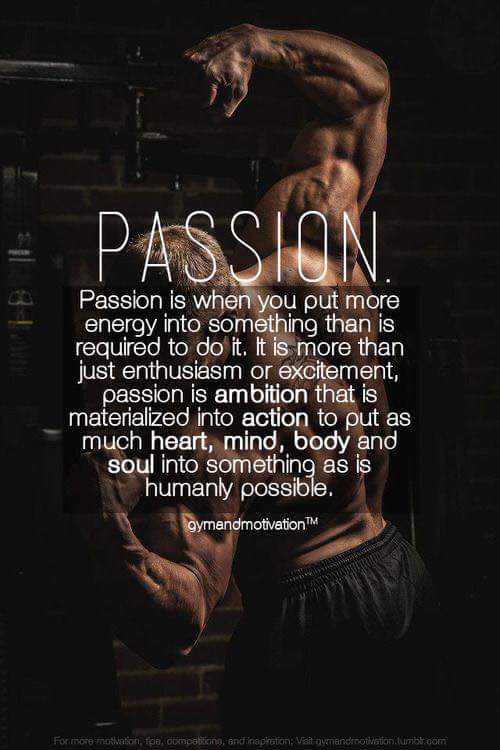 PASSION.
Passion is when you put more
energy into something than is
required to do it. It is more than
just enthusiasm or excitement,
passion is ambition that is
materialized into action to put as
much heart, mind, body and
soul into something as is
humanly possible.
gymandmotivation™
For more motivation, tips, competitions, and inspiration; Visit gymandmotivation.tumblr.com